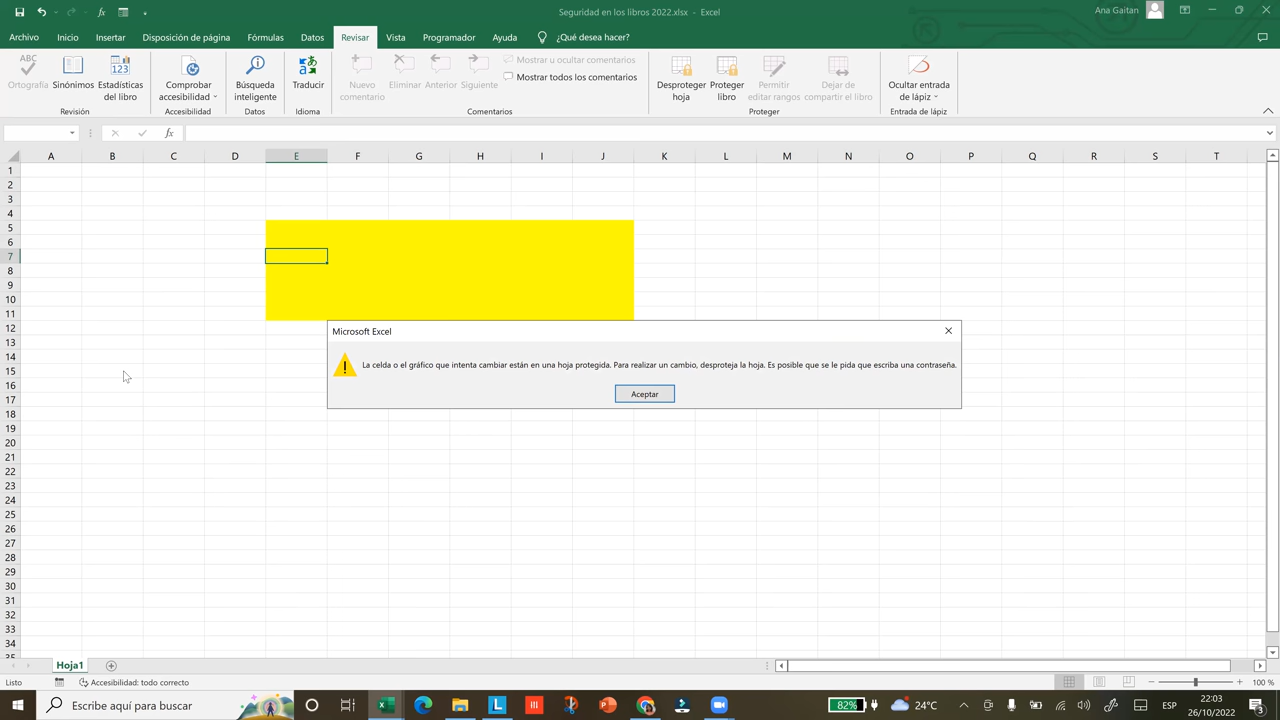 Seguridad en los libros 2022.xlsx - Excel
Ana Gaitan
Archivo Inicio Insertar Disposición de página Fórmulas Datos Revisar Vista Programador Ayuda ¿Qué desea hacer?
ABC
Ortografía
Sinónimos
123
Estadísticas
del libro
Revisión
Comprobar
accesibilidad
Accesibilidad
Búsqueda
inteligente
Datos
Traducir
Idioma
Nuevo
comentario
Eliminar
Anterior
Siguiente
Mostrar u ocultar comentarios
Mostrar todos los comentarios
Comentarios
Desproteger
hoja
Proteger
libro
Permitir
editar rangos
Dejar de
compartir el libro
Proteger
Ocultar entrada
de lápiz
Entrada de lápiz
fx
A B C D E F G H I J K L M N O P Q R S T
1
2
3
4
5
6
7
8
9
10
11
12
13
14
15
16
17
18
19
20
21
22
23
24
25
26
27
28
29
30
31
32
33
34
35
Microsoft Excel
La celda o el gráfico que intenta cambiar están en una hoja protegida. Para realizar un cambio, desproteja la hoja. Es posible que se le pida que escriba una contraseña.
Aceptar
Hoja1
Listo Accesibilidad: todo correcto 100 %
Escribe aquí para buscar
82%
24°C
ESP
22:03
26/10/2022
3